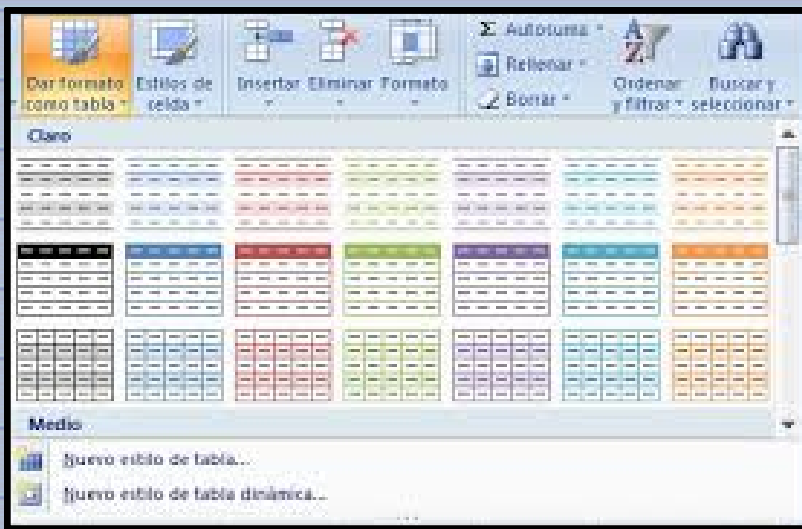 Dar formato como tabla
Estilos de celda
Insertar
Eliminar
Formato
Σ Autosuma
Rellenar
Borrar
Ordenar y filtrar
Buscar y seleccionar
Claro
Medio
Nuevo estilo de tabla...
Nuevo estilo de tabla dinámica...